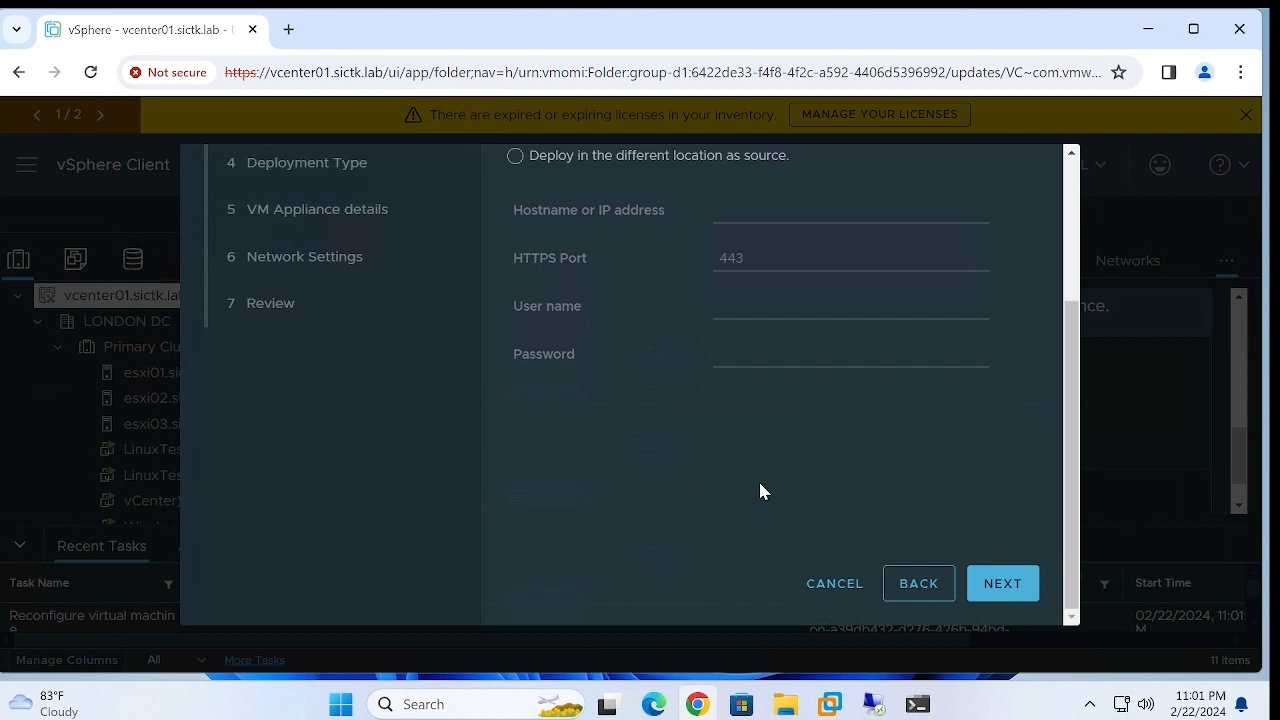 vSphere - vcenter01.sictk.lab -
Not secure
https://vcenter01.sictk.lab/ui/app/folder;nav=h/urn:vmomi:Folder:group-d1:6422de33-f4f8-4f2c-a592-4406d5396992/updates/VC~com.vmw...
1 / 2
There are expired or expiring licenses in your inventory.
MANAGE YOUR LICENSES
vSphere Client
4 Deployment Type
5 VM Appliance details
6 Network Settings
7 Review
Deploy in the different location as source.
Hostname or IP address
HTTPS Port
443
User name
Password
CANCEL
BACK
NEXT
Networks
...
nce.
vcenter01.sictk.la
LONDON DC
Primary Clu
esxi01.si
esxi02.s
esxi03.s
LinuxTes
LinuxTes
vCenter
Recent Tasks
Task Name
Start Time
Reconfigure virtual machin
e
02/22/2024, 11:01:
M
on-a39db432-d276-426b-94bd-
Manage Columns
All
More Tasks
11 items
83°F
Cloudy
Search
11:01 PM
2/22/2024